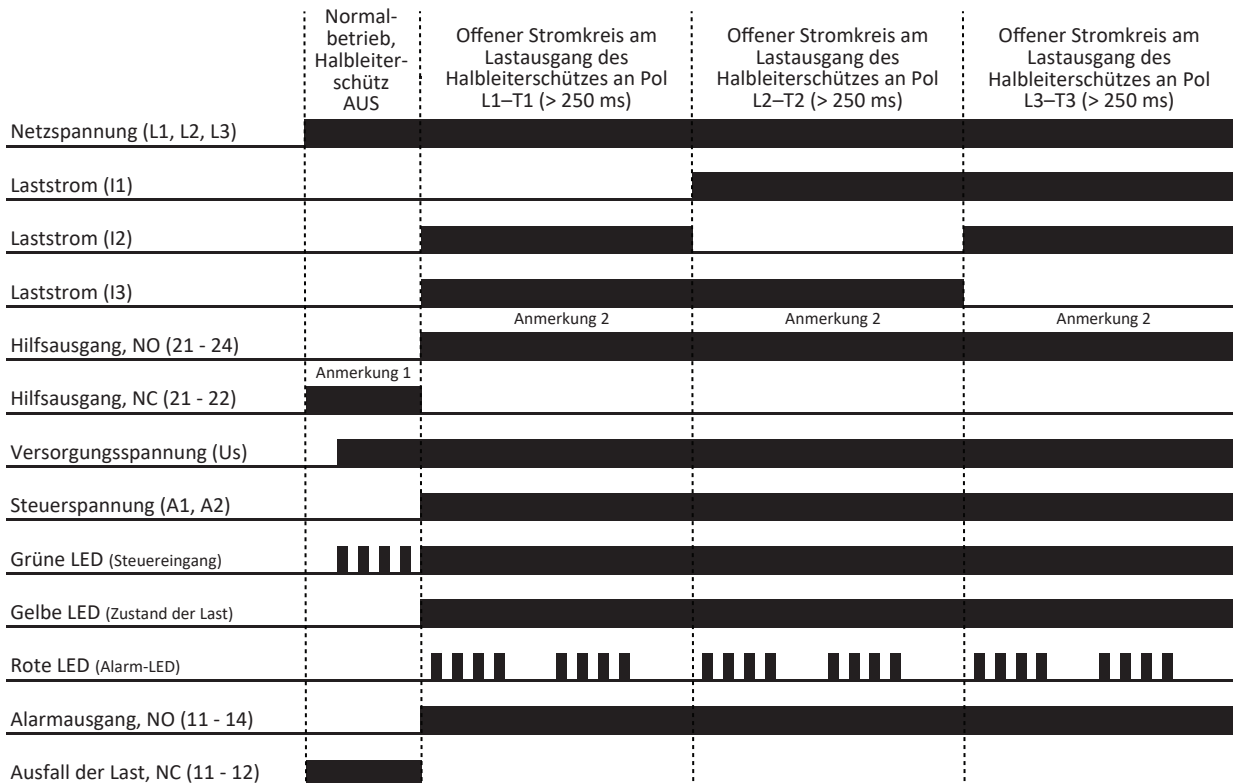 Normal-
betrieb,
Halbleiter-
schütz
AUS
Offener Stromkreis am
Lastausgang des
Halbleiterschützes an Pol
L1–T1 (> 250 ms)
Offener Stromkreis am
Lastausgang des
Halbleiterschützes an Pol
L2–T2 (> 250 ms)
Offener Stromkreis am
Lastausgang des
Halbleiterschützes an Pol
L3–T3 (> 250 ms)
Netzspannung (L1, L2, L3)
Laststrom (I1)
Laststrom (I2)
Laststrom (I3)
Anmerkung 2 Anmerkung 2 Anmerkung 2
Hilfsausgang, NO (21 - 24)
Anmerkung 1
Hilfsausgang, NC (21 - 22)
Versorgungsspannung (Us)
Steuerspannung (A1, A2)
Grüne LED (Steuereingang)
Gelbe LED (Zustand der Last)
Rote LED (Alarm-LED)
Alarmausgang, NO (11 - 14)
Ausfall der Last, NC (11 - 12)